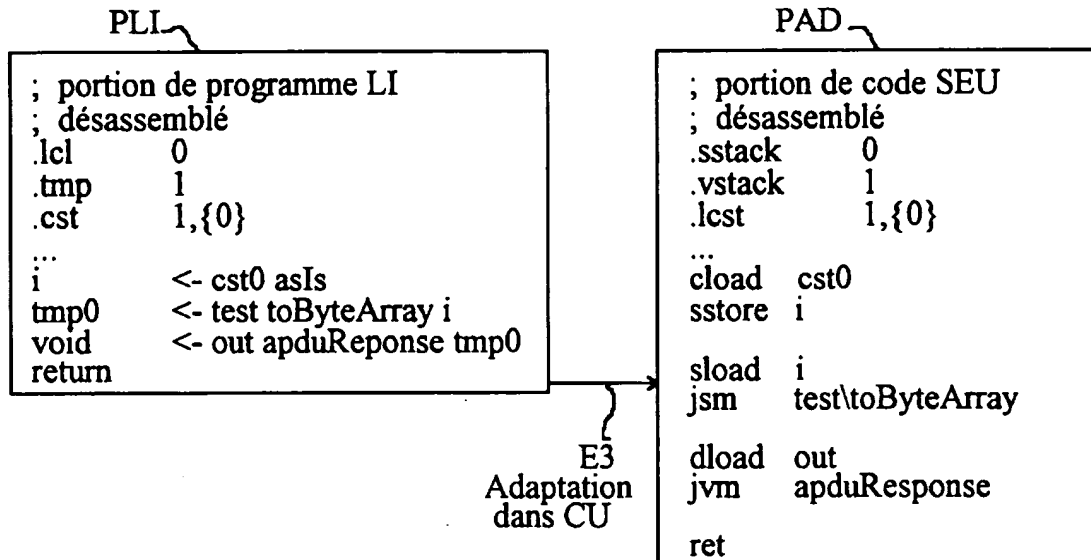 PLI
; portion de programme LI
; désassemblé
.lcl 0
.tmp 1
.cst 1,{0}
...
i <- cst0 asIs
tmp0 <- test toByteArray i
void <- out apduReponse tmp0
return
E3
Adaptation
dans CU
PAD
; portion de code SEU
; désassemblé
.sstack 0
.vstack 1
.lcst 1,{0}
...
cload cst0
sstore i
sload i
jsm test\toByteArray
dload out
jvm apduResponse
ret